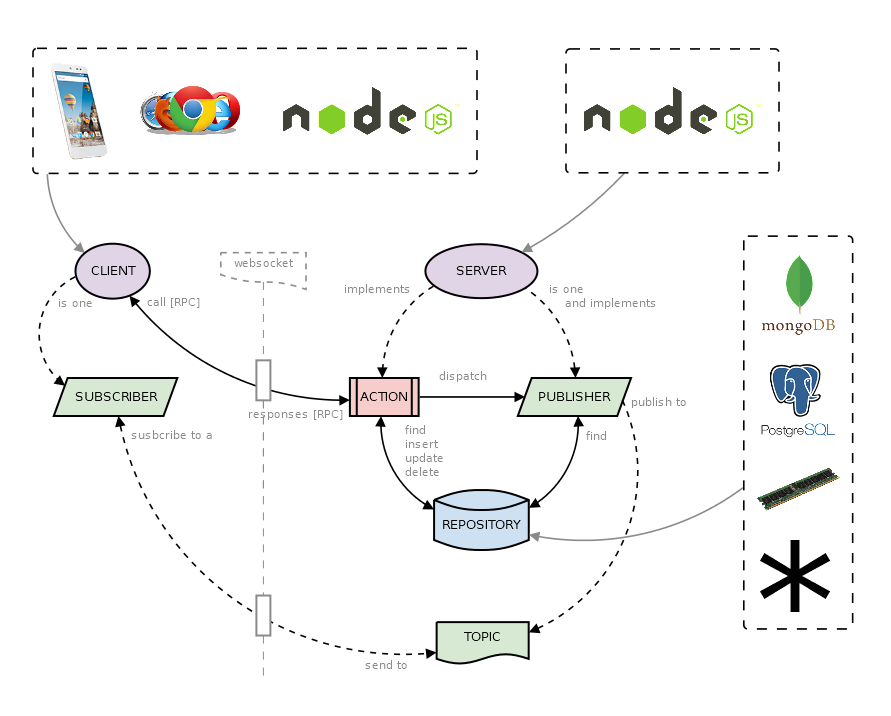 node
JS
node
JS
CLIENT
websocket
SERVER
mongoDB
is one
call [RPC]
implements
is one
and implements
dispatch
SUBSCRIBER
ACTION
PUBLISHER
publish to
PostgreSQL
responses [RPC]
susbcribe to a
find
insert
update
delete
find
REPOSITORY
TOPIC
send to